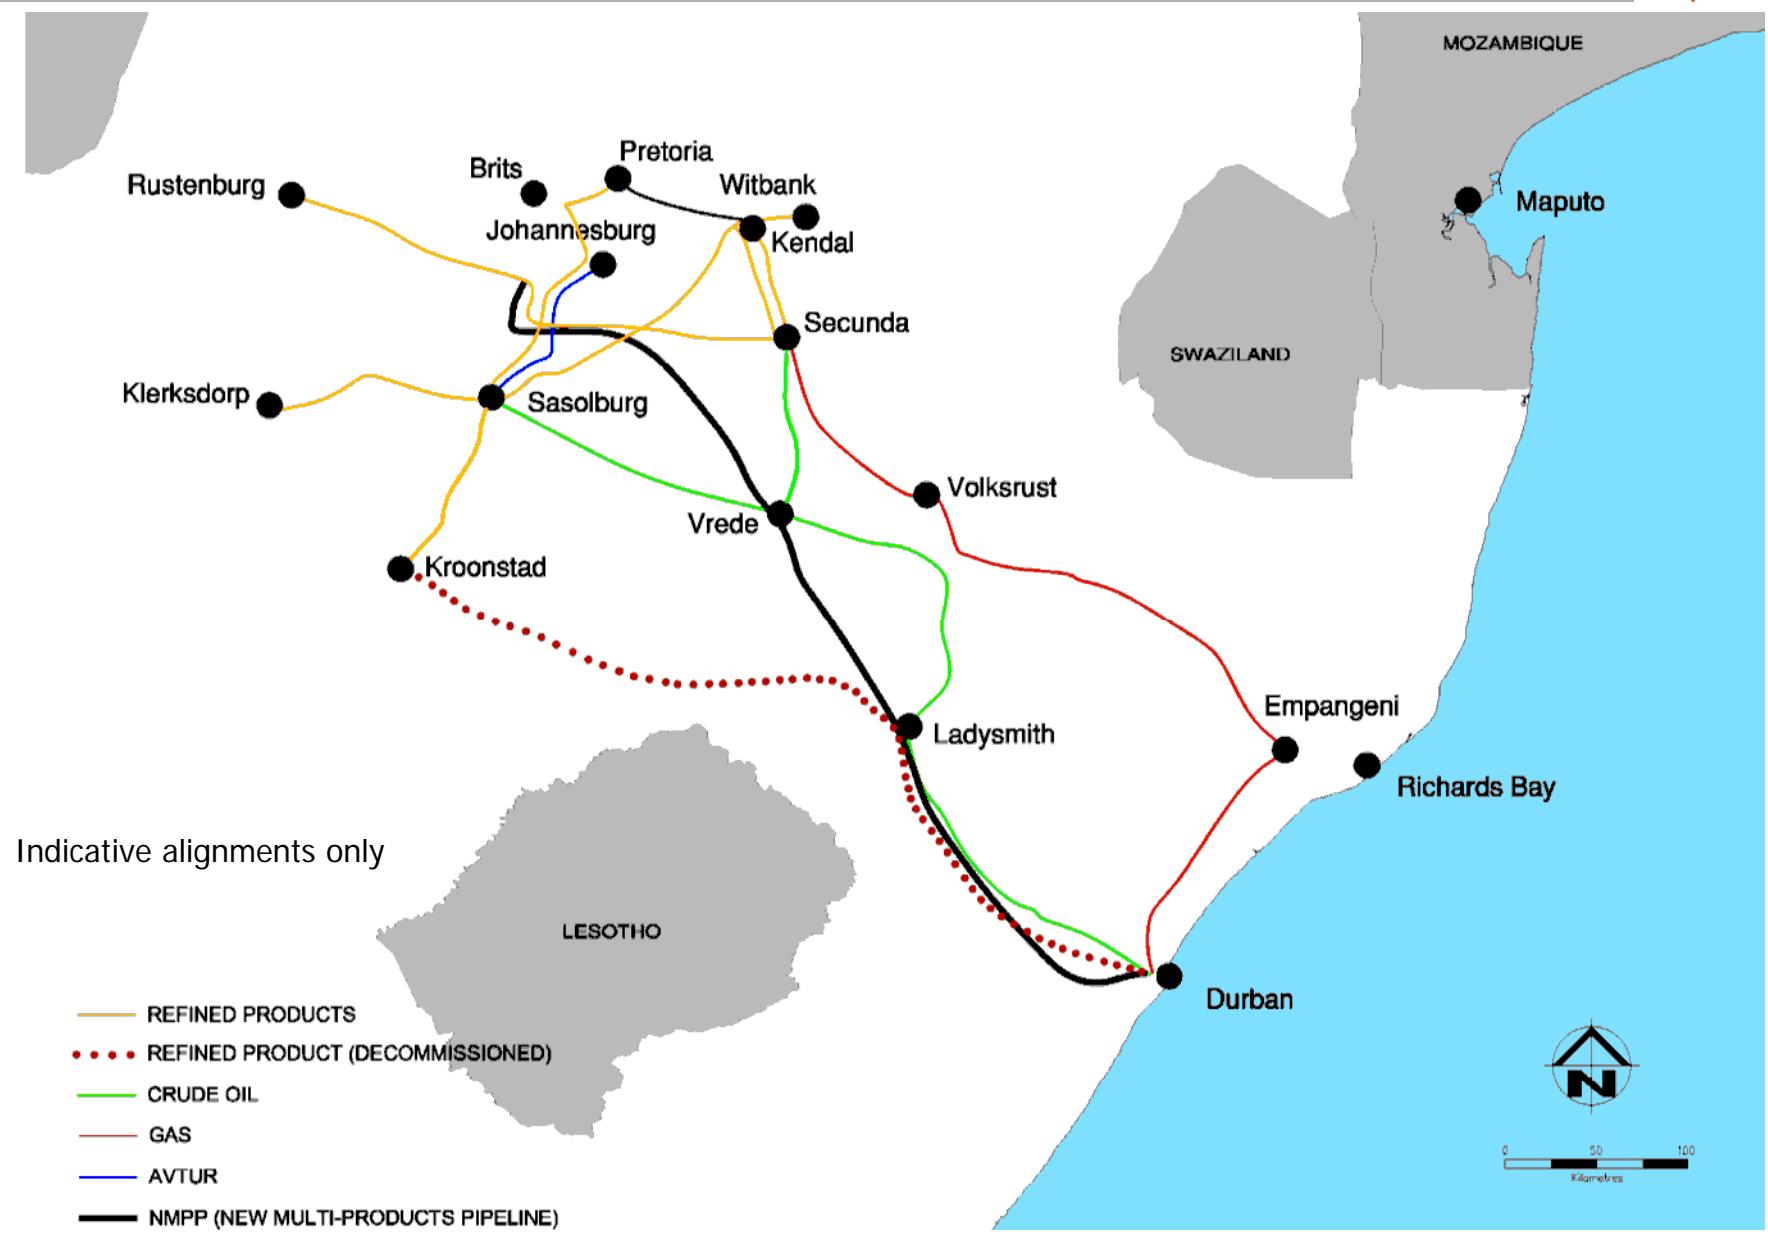 MOZAMBIQUE
Pretoria
Brits
Witbank
Rustenburg
Maputo
Johannesburg
Kendal
Secunda
SWAZILAND
Klerksdorp
Sasolburg
Volksrust
Vrede
Kroonstad
Empangeni
Ladysmith
Richards Bay
Indicative alignments only
LESOTHO
Durban
REFINED PRODUCTS
REFINED PRODUCT (DECOMMISSIONED)
CRUDE OIL
GAS
AVTUR
NMPP (NEW MULTI-PRODUCTS PIPELINE)
N
0 50 100
Kilometres